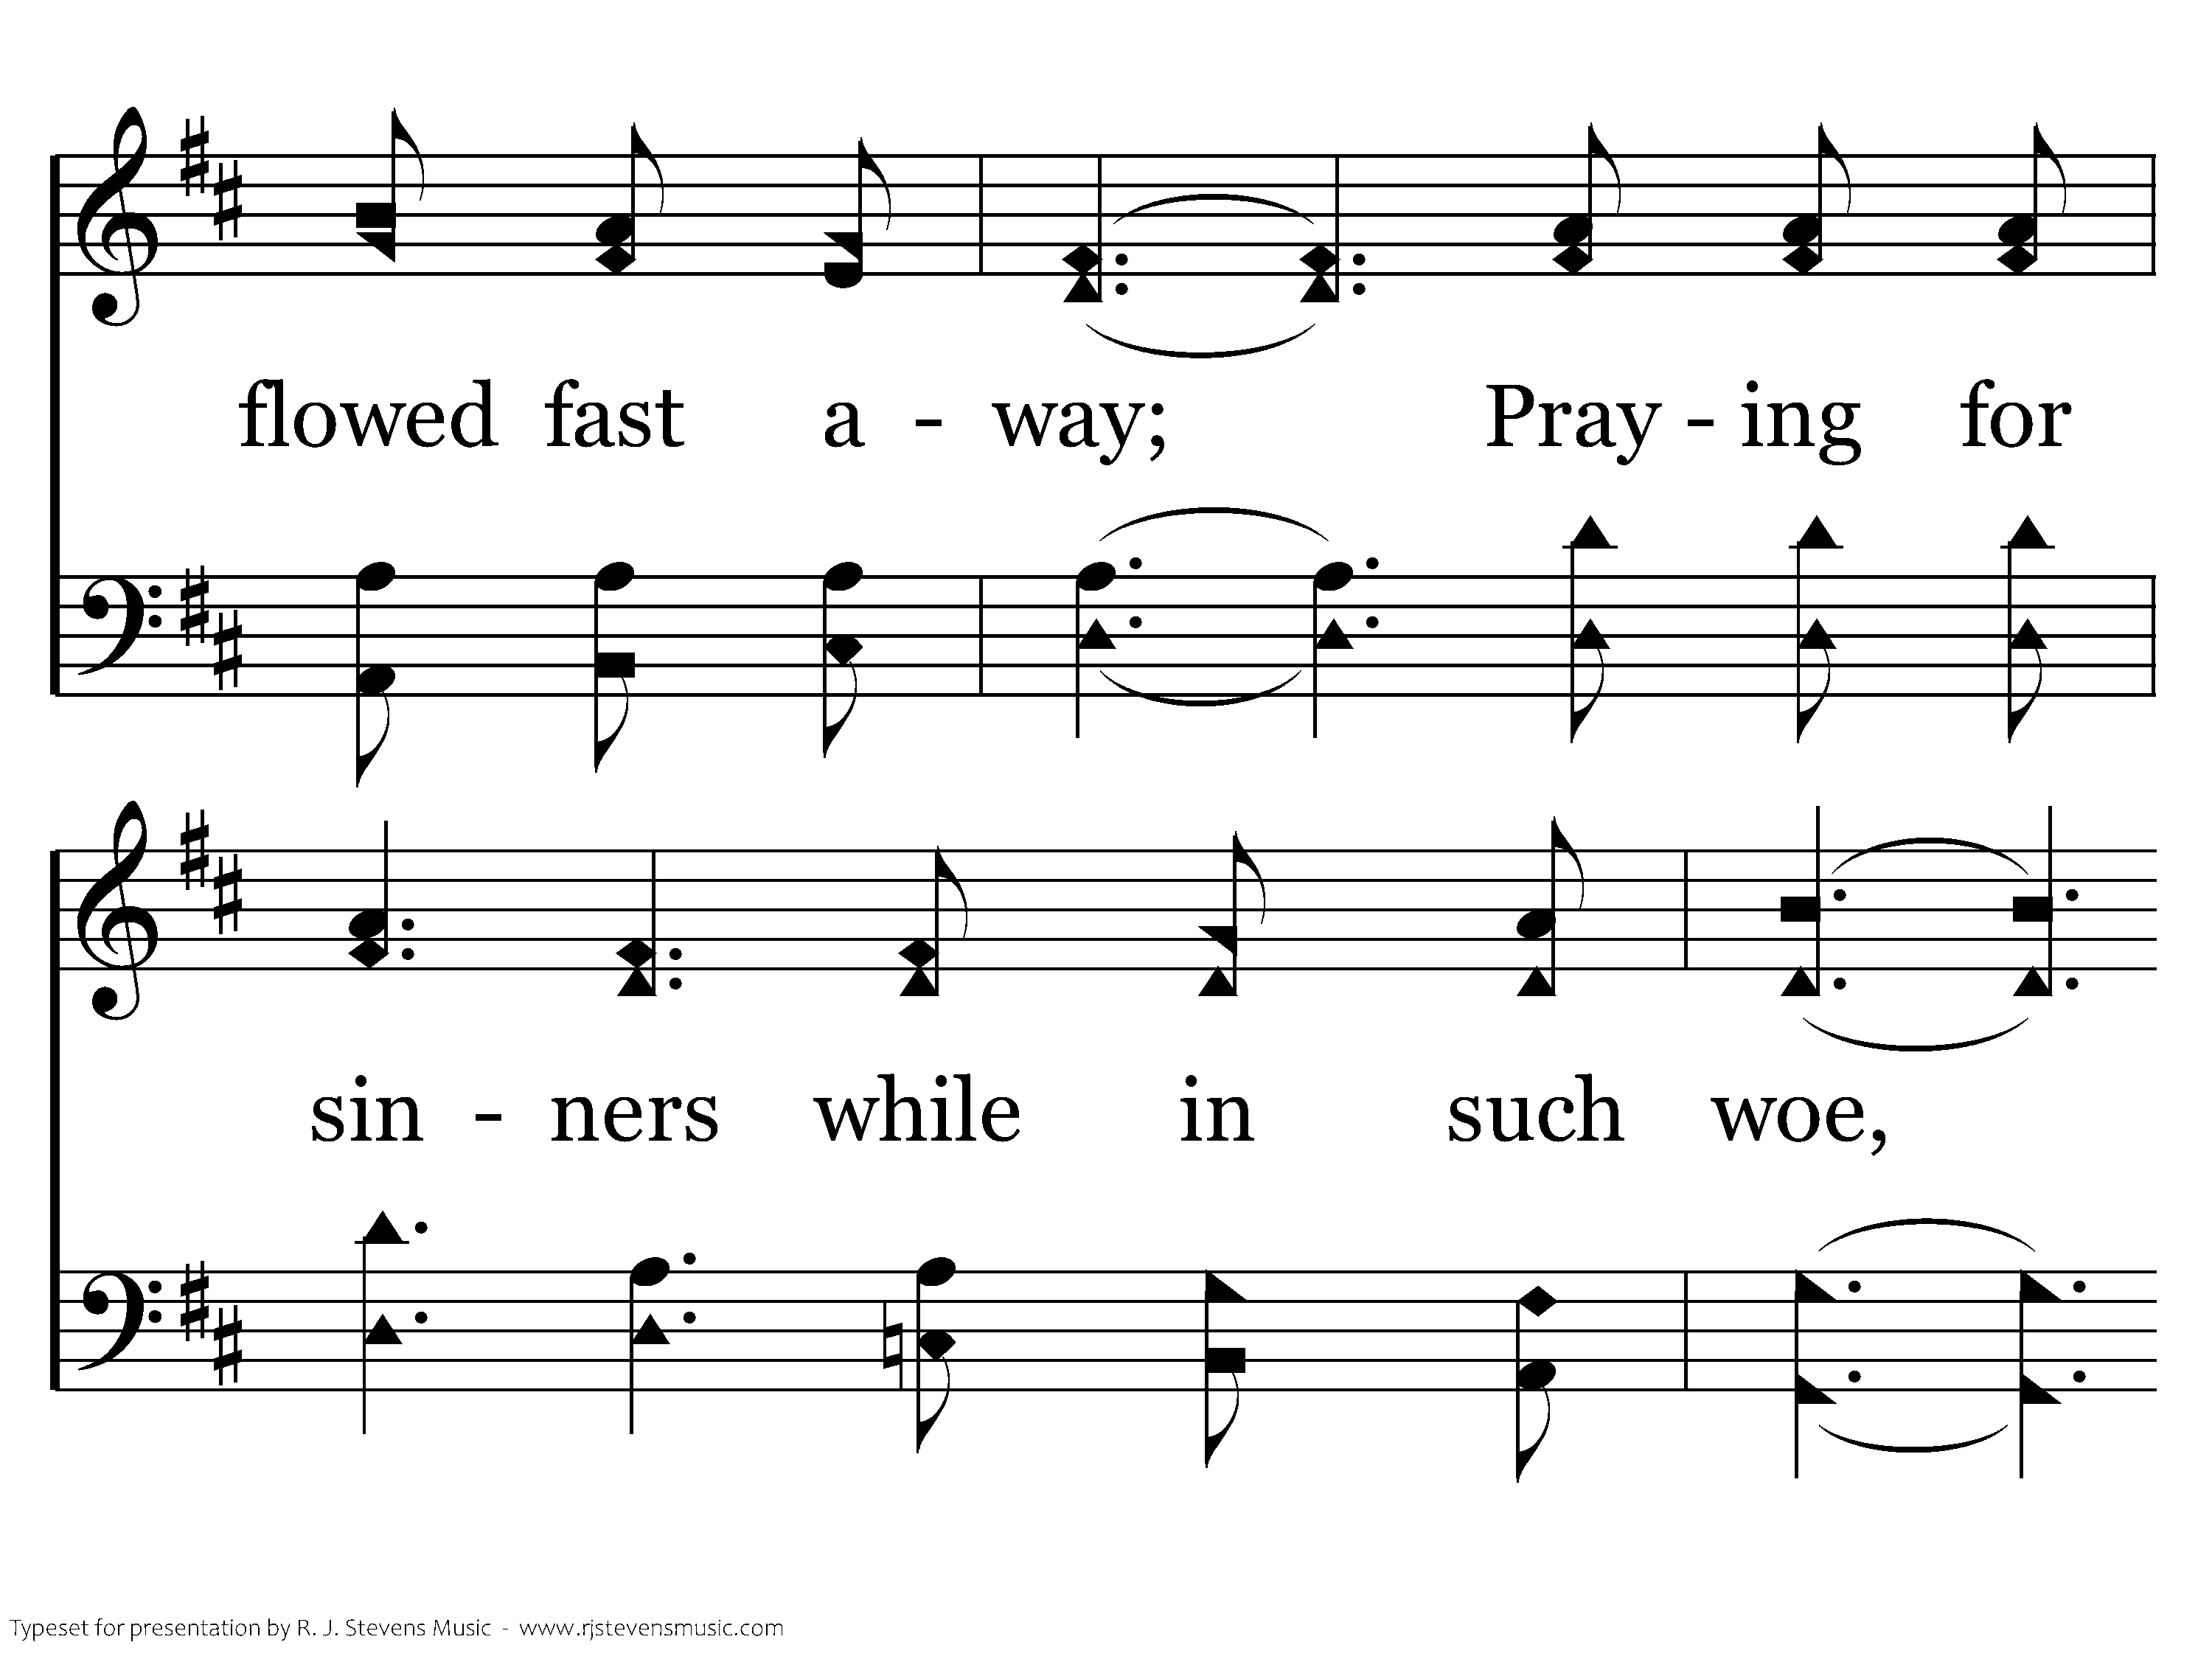 flowed fast a - way; Pray - ing for
sin - ners while in such woe,
Typeset for presentation by R. J. Stevens Music - www.rjstevensmusic.com